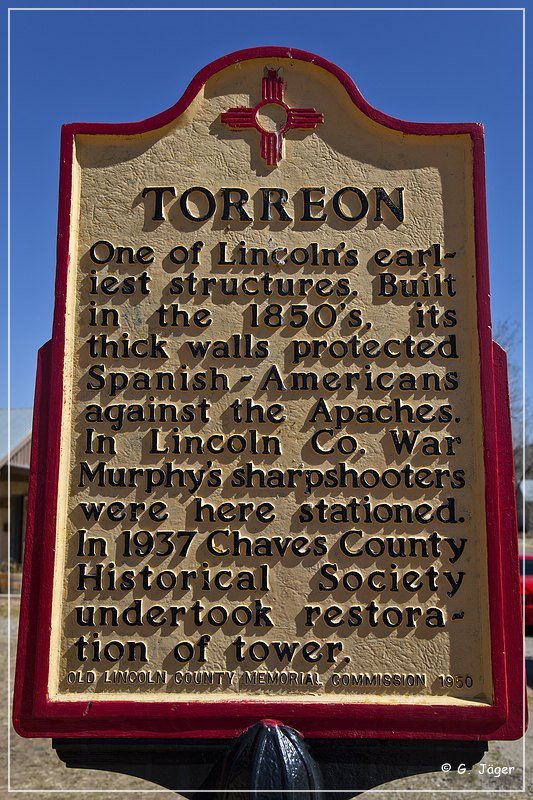 TORREON
One of Lincoln's earl-
iest structures. Built
in the 1850's, its
thick walls protected
Spanish-Americans
against the Apaches.
In Lincoln Co. War
Murphy's sharpshooters
were here stationed.
In 1937 Chaves County
Historical Society
undertook restora-
tion of tower.
OLD LINCOLN COUNTY MEMORIAL COMMISSION 1950
© G. Jäger